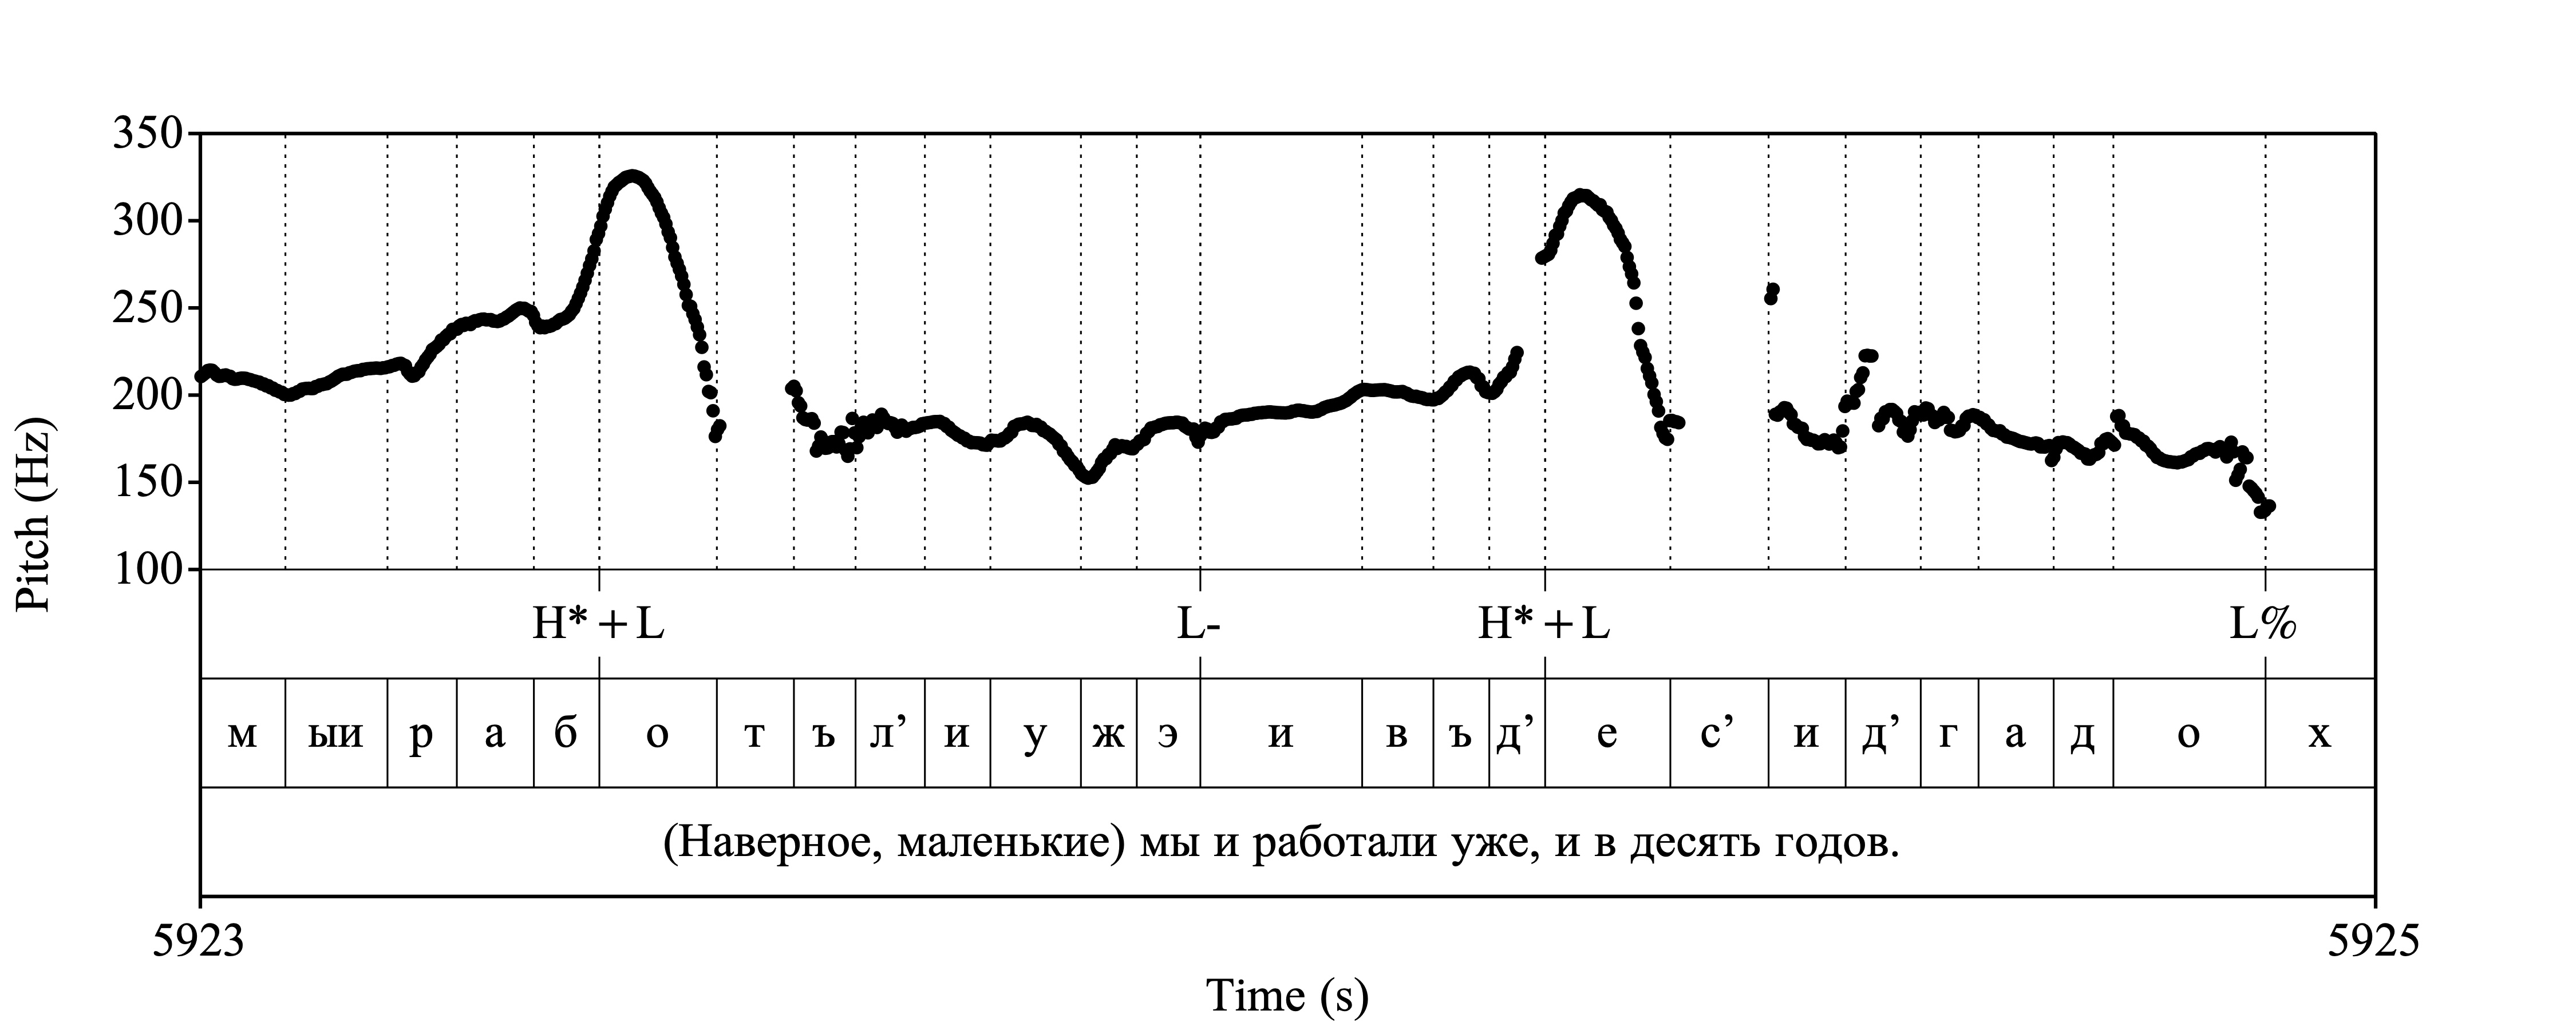 350
300
250
200
150
100
Pitch (Hz)
H* + L L- H* + L L%
м ыи р а б о т ъ л’ и у ж э и в ъ д’ е с’ и д’ г а д о х
(Наверное, маленькие) мы и работали уже, и в десять годов.
5923 5925
Time (s)